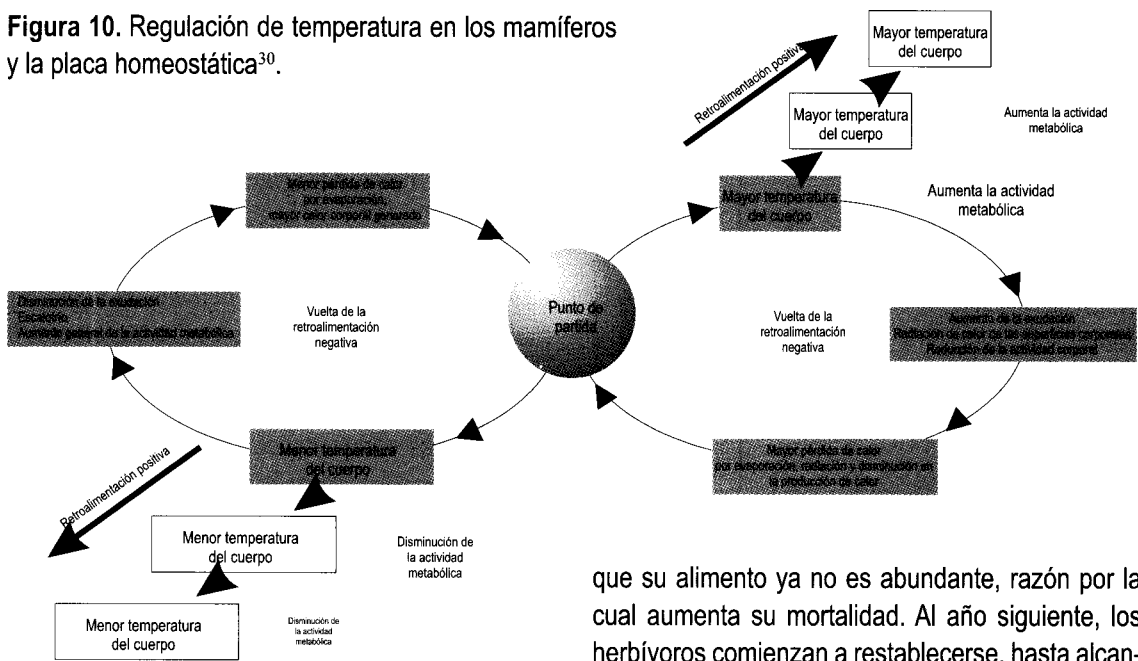 Figura 10. Regulación de temperatura en los mamíferos
y la placa homeostática30.
Retroalimentación positiva
Mayor temperatura
del cuerpo
Mayor temperatura
del cuerpo
Aumenta la actividad
metabólica
Mayor temperatura
del cuerpo
Aumenta la actividad
metabólica
Menor pérdida de calor
por evaporación,
mayor calor corporal generado
Disminución de la exudación
Escalofrío
Aumento general de la actividad metabólica
Vuelta de la
retroalimentación
negativa
Punto de
partida
Vuelta de la
retroalimentación
negativa
Aumento de la exudación
Radiación de calor de las superficies corporales
Reducción de la actividad corporal
Menor temperatura
del cuerpo
Mayor pérdida de calor
por evaporación, radiación y disminución en
la producción de calor
Retroalimentación positiva
Menor temperatura
del cuerpo
Disminución de
la actividad
metabólica
Menor temperatura
del cuerpo
Disminución de
la actividad
metabólica
que su alimento ya no es abundante, razón por la
cual aumenta su mortalidad. Al año siguiente, los
herbívoros comienzan a restablecerse, hasta alcan-